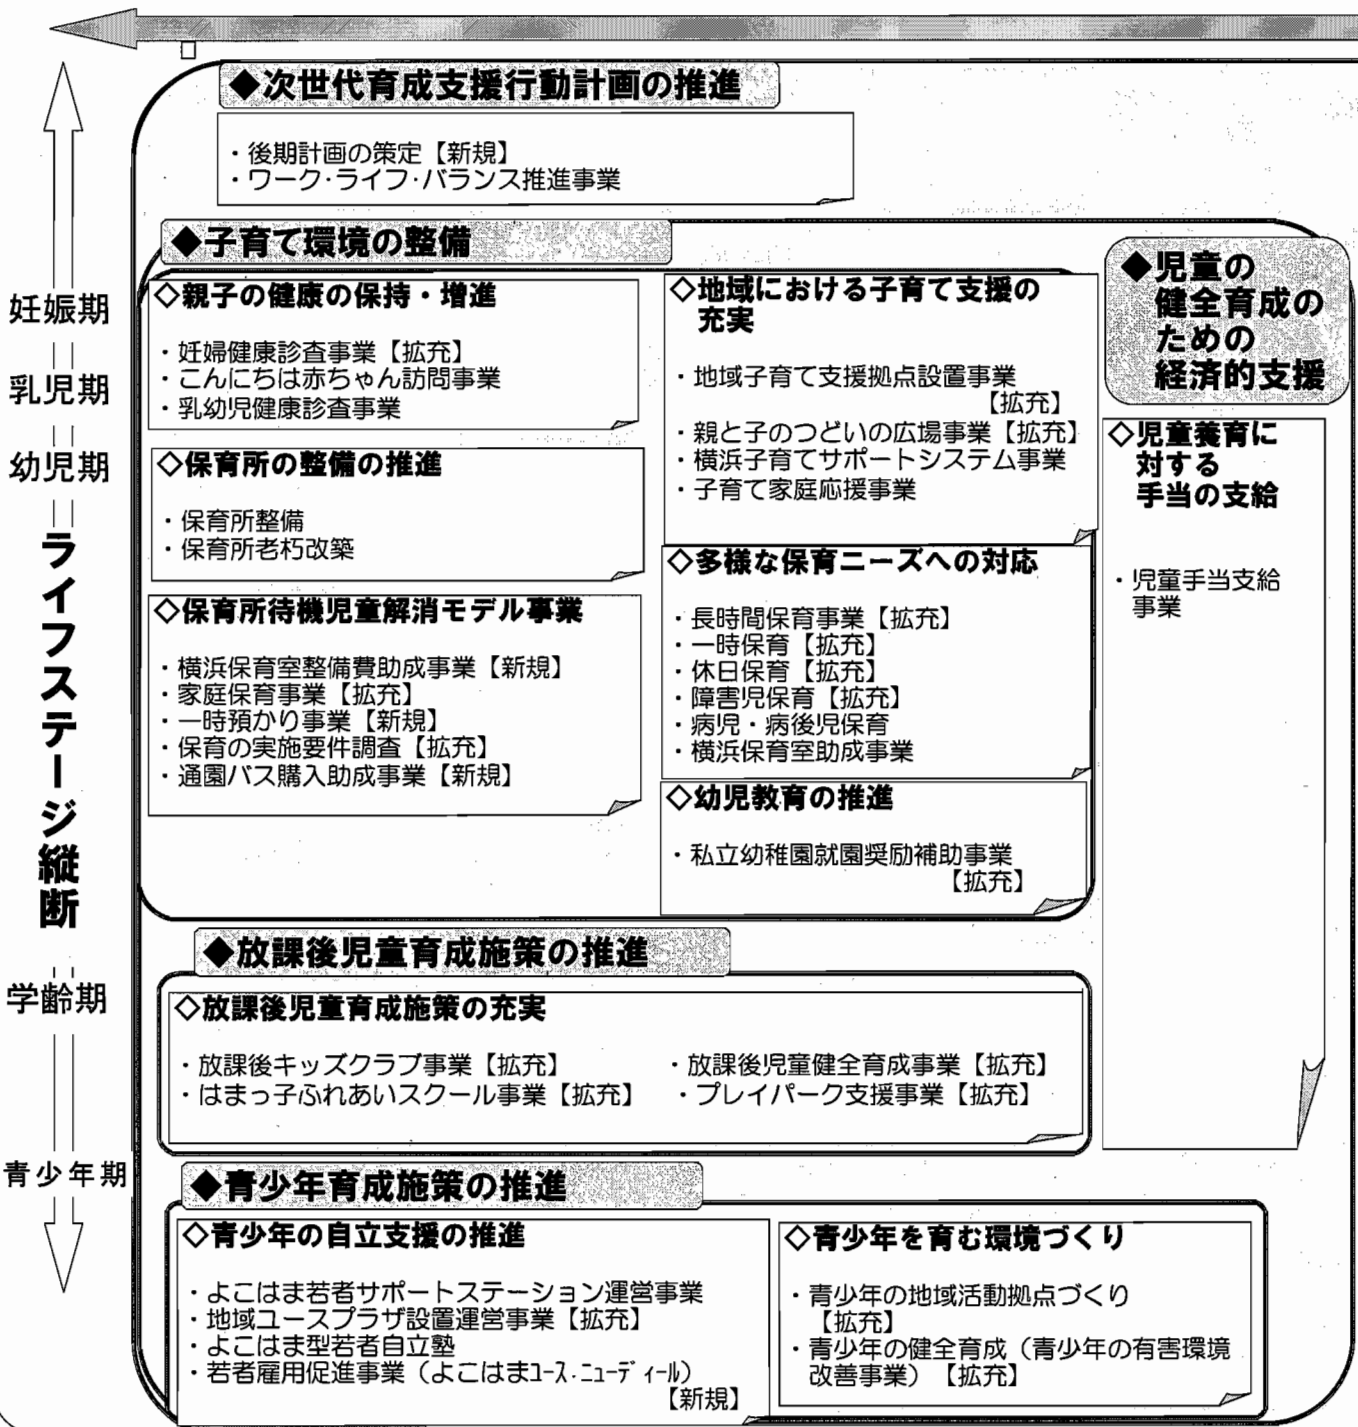 ◆次世代育成支援行動計画の推進
・後期計画の策定【新規】
・ワーク・ライフ・バランス推進事業
◆子育て環境の整備
◇親子の健康の保持・増進
・妊婦健康診査事業【拡充】
・こんにちは赤ちゃん訪問事業
・乳幼児健康診査事業
◇保育所の整備の推進
・保育所整備
・保育所老朽改築
◇保育所待機児童解消モデル事業
・横浜保育室整備費助成事業【新規】
・家庭保育事業【拡充】
・一時預かり事業【新規】
・保育の実施要件調査【拡充】
・通園バス購入助成事業【新規】
◇地域における子育て支援の
充実
・地域子育て支援拠点設置事業
【拡充】
・親と子のつどいの広場事業【拡充】
・横浜子育てサポートシステム事業
・子育て家庭応援事業
◇多様な保育ニーズへの対応
・長時間保育事業【拡充】
・一時保育【拡充】
・休日保育【拡充】
・障害児保育【拡充】
・病児・病後児保育
・横浜保育室助成事業
◇幼児教育の推進
・私立幼稚園就園奨励補助事業
【拡充】
◆児童の
健全育成の
ための
経済的支援
◇児童養育に
対する
手当の支給
・児童手当支給
事業
◆放課後児童育成施策の推進
◇放課後児童育成施策の充実
・放課後キッズクラブ事業【拡充】
・はまっ子ふれあいスクール事業【拡充】
・放課後児童健全育成事業【拡充】
・プレイパーク支援事業【拡充】
◆青少年育成施策の推進
◇青少年の自立支援の推進
・よこはま若者サポートステーション運営事業
・地域ユースプラザ設置運営事業【拡充】
・よこはま型若者自立塾
・若者雇用促進事業（よこはまﾕｰｽ･ﾆｭｰﾃﾞｨｰﾙ）
【新規】
◇青少年を育む環境づくり
・青少年の地域活動拠点づくり
【拡充】
・青少年の健全育成（青少年の有害環境
改善事業）【拡充】
妊娠期
乳児期
幼児期
ライフステージ縦断
学齢期
青少年期